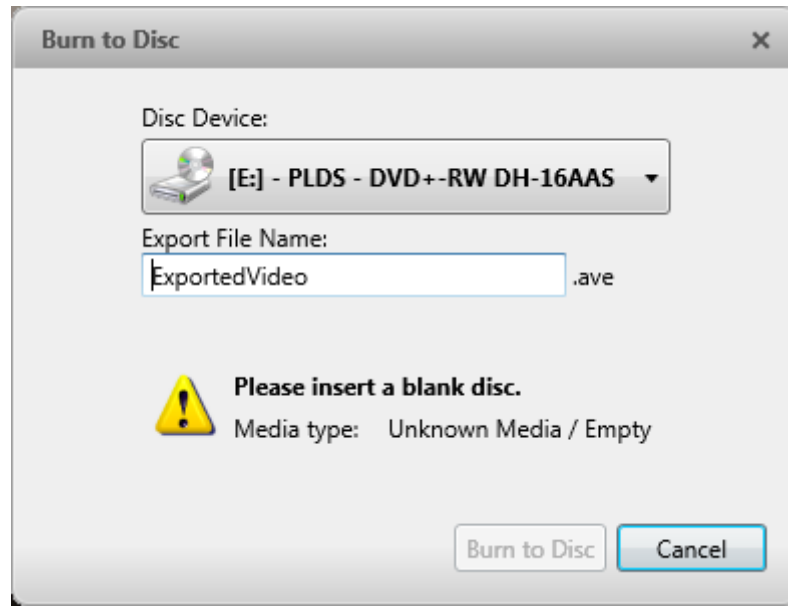 Burn to Disc
Disc Device:
[E:] - PLDS - DVD+-RW DH-16AAS
Export File Name:
ExportedVideo .ave
Please insert a blank disc.
Media type: Unknown Media / Empty
Burn to Disc Cancel